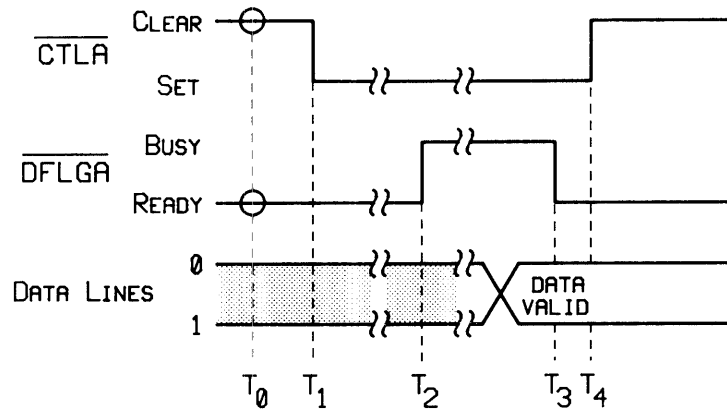 CLEAR
CTLA
SET
BUSY
DFLGA
READY
0
DATA LINES
DATA
VALID
1
T0 T1 T2 T3 T4